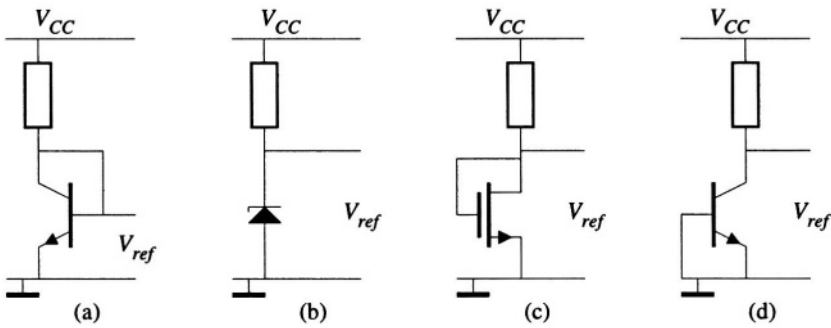 V_CC V_CC V_CC V_CC
V_ref V_ref V_ref
V_ref
(a) (b) (c) (d)